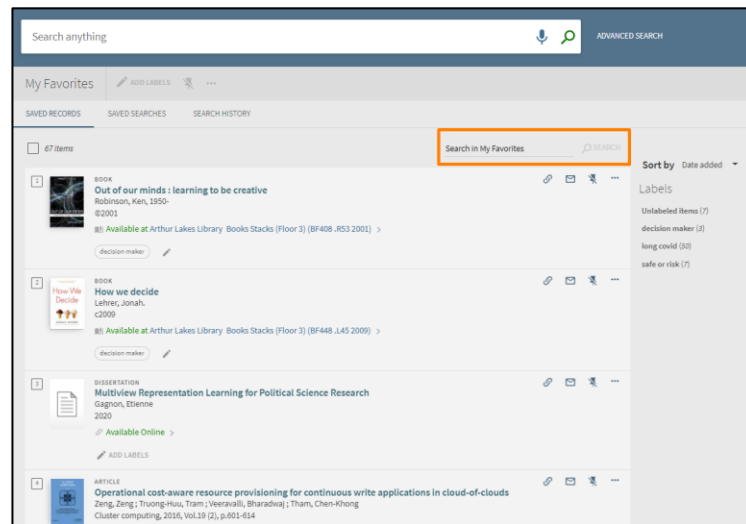 Search anything
ADVANCED SEARCH
My Favorites
ADD LABELS
SAVED RECORDS SAVED SEARCHES SEARCH HISTORY
67 items
Search in My Favorites
SEARCH
Sort by Date added
Labels
Unlabeled items (7)
decision maker (3)
long covid (50)
safe or risk (7)
1
BOOK
Out of our minds : learning to be creative
Robinson, Ken, 1950-
©2001
Available at Arthur Lakes Library Books Stacks (Floor 3) (BF408 .R53 2001) >
decision maker
2
How We
Decide
BOOK
How we decide
Lehrer, Jonah.
c2009
Available at Arthur Lakes Library Books Stacks (Floor 3) (BF448 .L45 2009) >
decision maker
3
DISSERTATION
Multiview Representation Learning for Political Science Research
Gagnon, Etienne
2020
Available Online >
ADD LABELS
4
ARTICLE
Operational cost-aware resource provisioning for continuous write applications in cloud-of-clouds
Zeng, Zeng ; Truong-Huu, Tram ; Veeravalli, Bharadwaj ; Tham, Chen-Khong
Cluster computing, 2016, Vol.19 (2), p.601-614